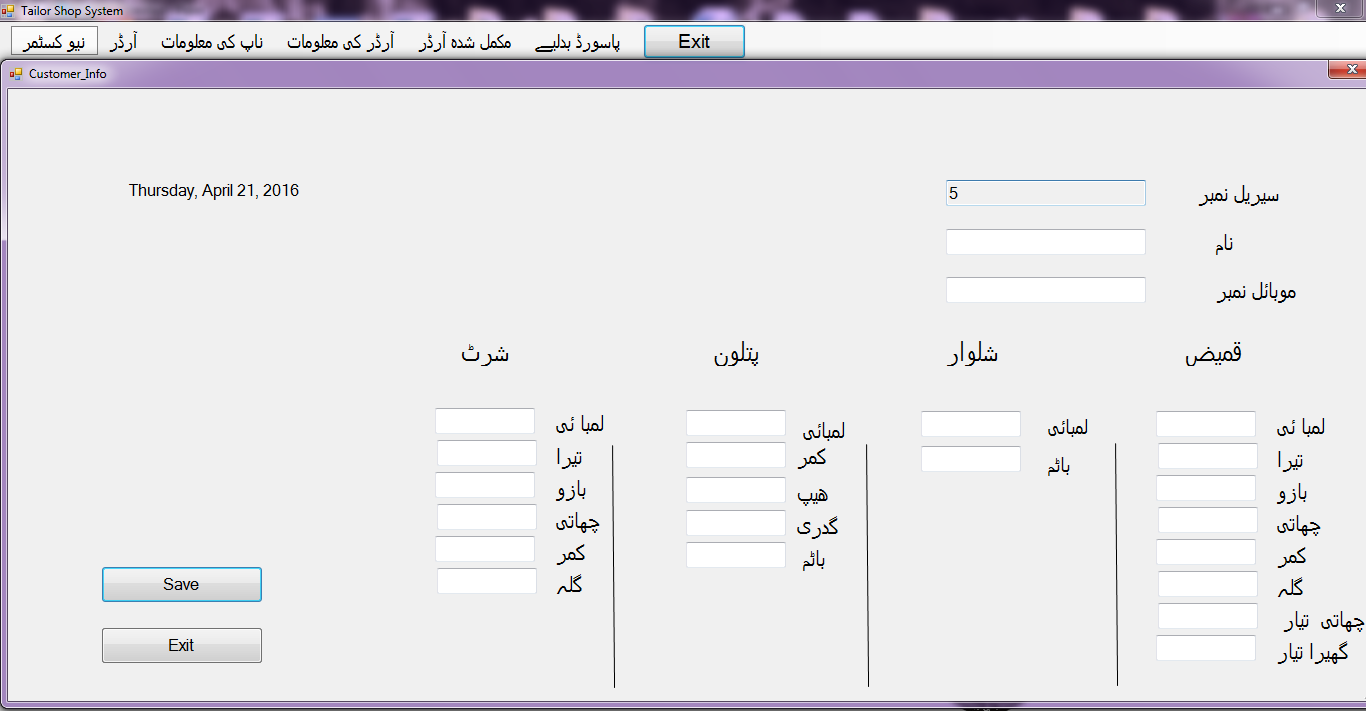 Tailor Shop System
نیو کسٹمر
آرڈر
ناپ کی معلومات
آرڈر کی معلومات
مکمل شدہ آرڈر
پاسورڈ بدلیے
Exit
Customer_Info
Thursday, April 21, 2016
سیریل نمبر
5
نام
موبائل نمبر
قمیض
لمبا ئی
تیرا
بازو
چھاتی
کمر
گلہ
چھاتی تیار
گھیرا تیار
شلوار
لمبائی
باٹم
پتلون
لمبائی
کمر
ھیپ
گدری
باٹم
شرٹ
لمبا ئی
تیرا
بازو
چھاتی
کمر
گلہ
Save
Exit